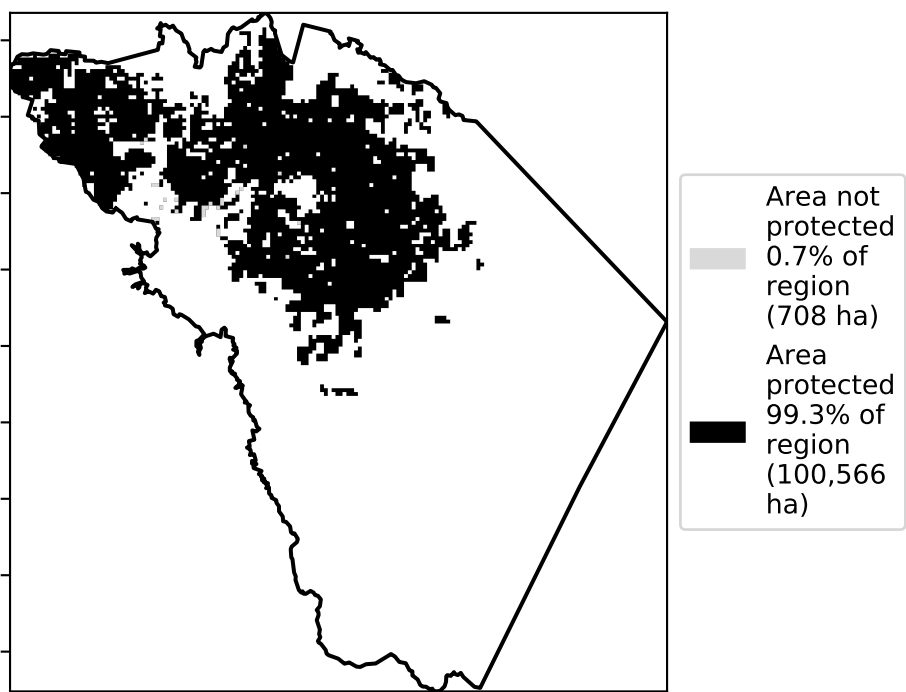 Area not
protected
0.7% of
region
(708 ha)
Area
protected
99.3% of
region
(100,566
ha)